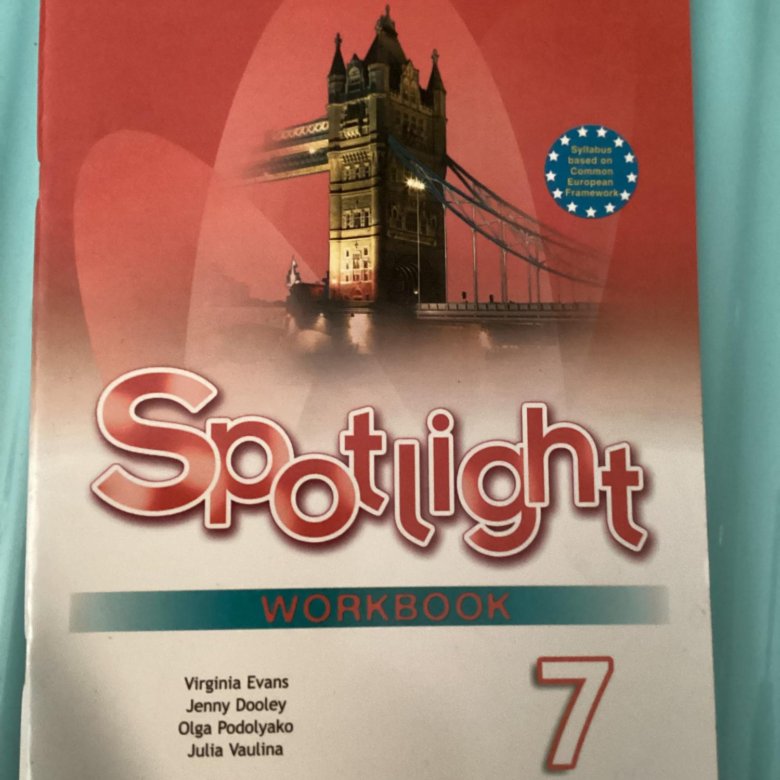 Syllabus
based on
Common
European
Framework
Spotlight
WORKBOOK
Virginia Evans
Jenny Dooley
Olga Podolyako
Julia Vaulina
7